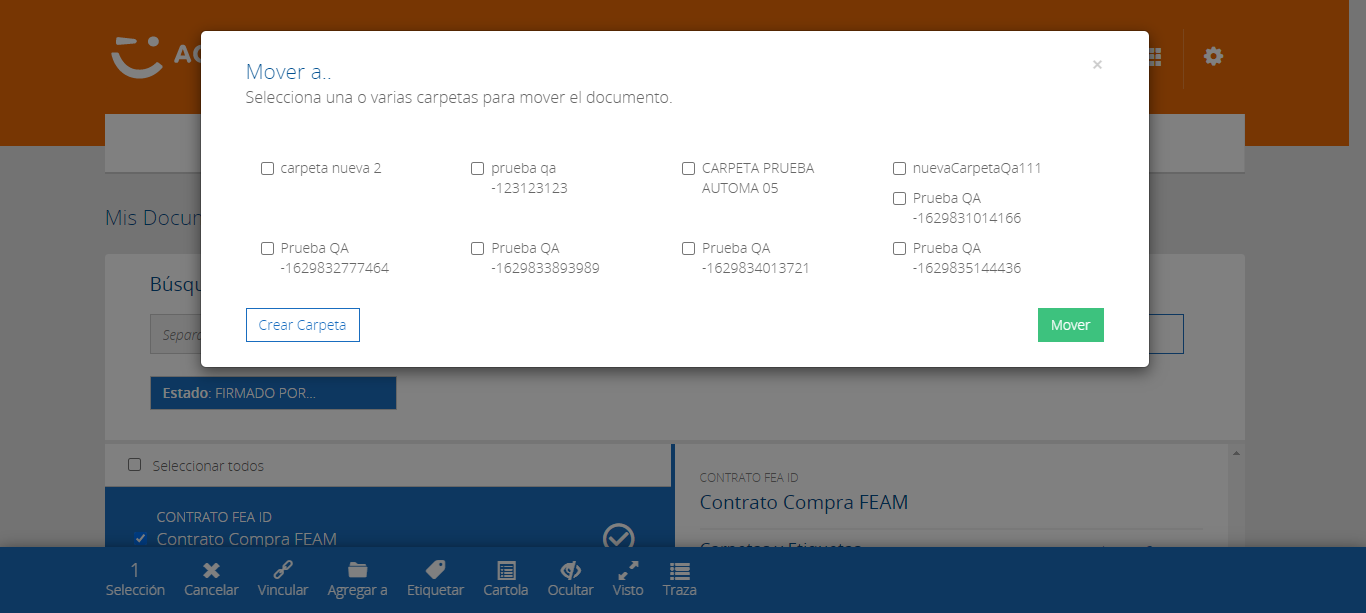 Mover a..
×
Selecciona una o varias carpetas para mover el documento.
carpeta nueva 2
prueba qa
-123123123
CARPETA PRUEBA
AUTOMA 05
nuevaCarpetaQa111
Prueba QA
-1629831014166
Prueba QA
-1629832777464
Prueba QA
-1629833893989
Prueba QA
-1629834013721
Prueba QA
-1629835144436
Crear Carpeta
Mover
Mis Docu
Búsqu
Separ
Estado: FIRMADO POR...
Seleccionar todos
CONTRATO FEA ID
Contrato Compra FEAM
CONTRATO FEA ID
Contrato Compra FEAM
Carpetas y Etiquetas
1
Selección
Cancelar
Vincular
Agregar a
Etiquetar
Cartola
Ocultar
Visto
Traza